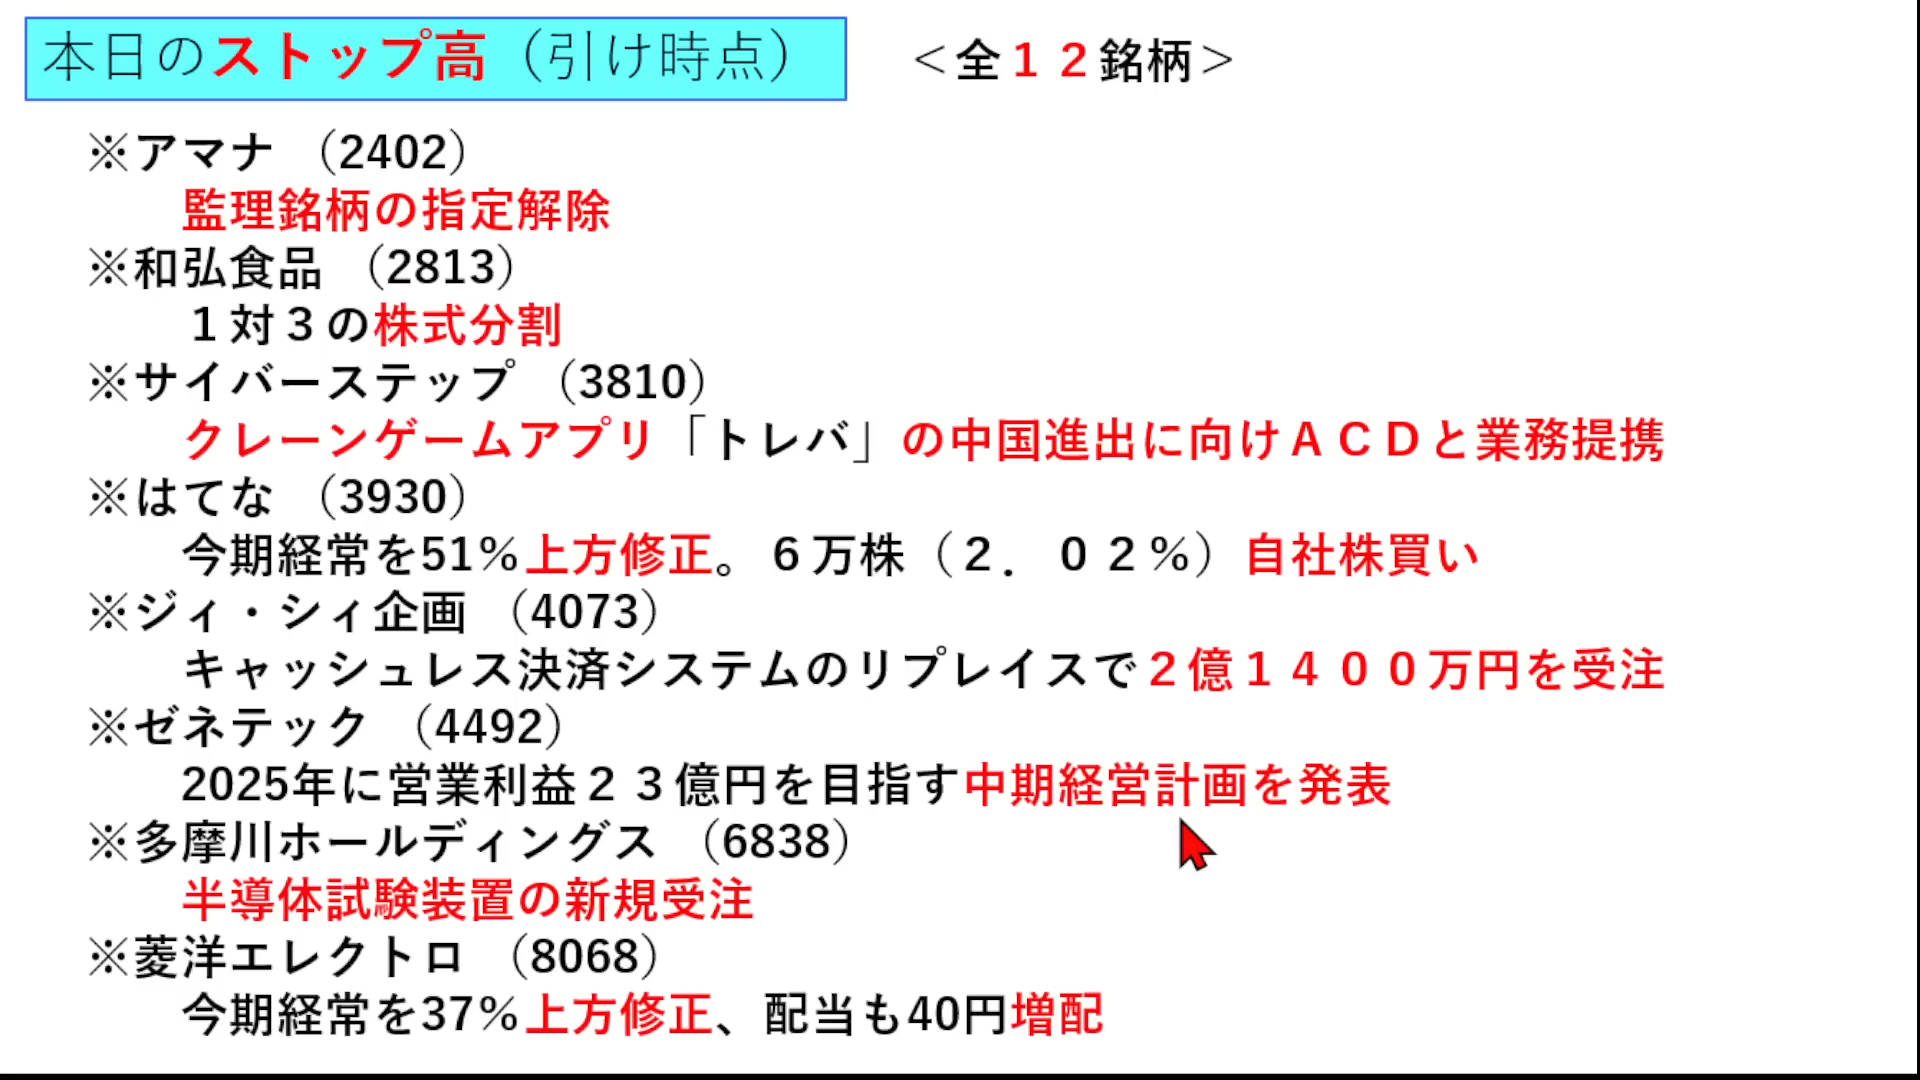 本日のストップ高（引け時点）　＜全１２銘柄＞
※アマナ （2402）
監理銘柄の指定解除
※和弘食品 （2813）
１対３の株式分割
※サイバーステップ （3810）
クレーンゲームアプリ「トレバ」の中国進出に向けＡＣＤと業務提携
※はてな （3930）
今期経常を51％上方修正。６万株（２．０２％）自社株買い
※ジィ・シィ企画 （4073）
キャッシュレス決済システムのリプレイスで２億１４００万円を受注
※ゼネテック （4492）
2025年に営業利益２３億円を目指す中期経営計画を発表
※多摩川ホールディングス （6838）
半導体試験装置の新規受注
※菱洋エレクトロ （8068）
今期経常を37％上方修正、配当も40円増配